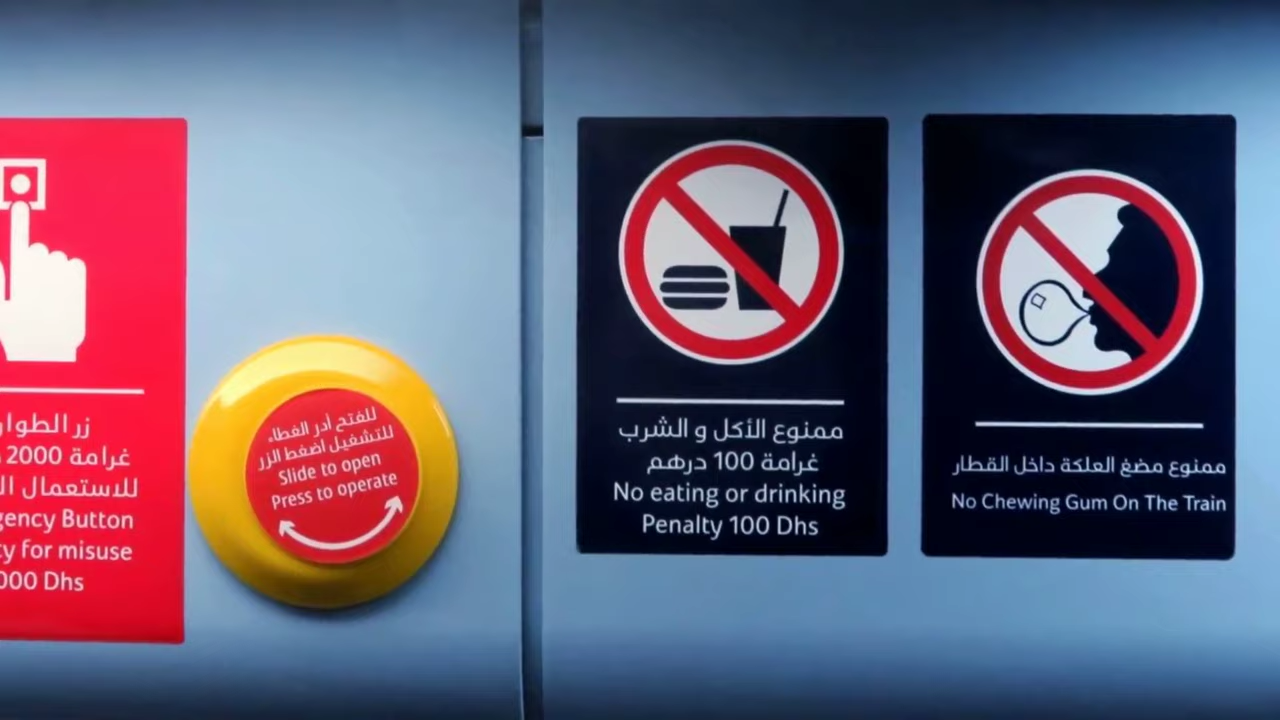 زر الطوار
غرامة 2000
للاستعمال ال
gency Button
ty for misuse
000 Dhs
للفتح أدر الغطاء
للتشغيل اضغط الزر
Slide to open
Press to operate
ممنوع الأكل و الشرب
غرامة 100 درهم
No eating or drinking
Penalty 100 Dhs
ممنوع مضغ العلكة داخل القطار
No Chewing Gum On The Train